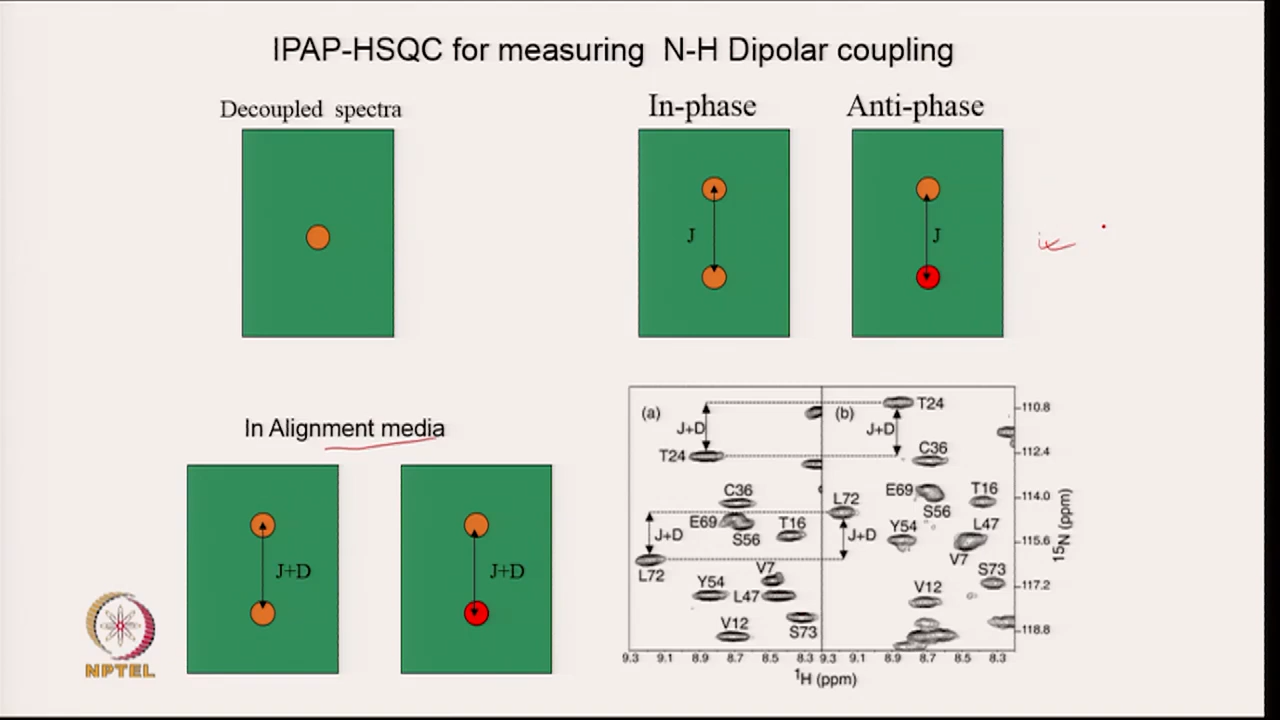 IPAP-HSQC for measuring N-H Dipolar coupling
Decoupled spectra
In-phase
Anti-phase
J
J
In Alignment media
J+D
J+D
(a)
(b)
T24
J+D
J+D
T24
C36
C36
E69
S56
T16
L72
E69
S56
T16
J+D
J+D
L72
Y54
L47
V7
V7
Y54
L47
S73
V12
V12
S73
110.8
112.4
114.0
115.6
117.2
118.8
15N (ppm)
9.3 9.1 8.9 8.7 8.5 8.3 9.3 9.1 8.9 8.7 8.5 8.3
1H (ppm)
NPTEL